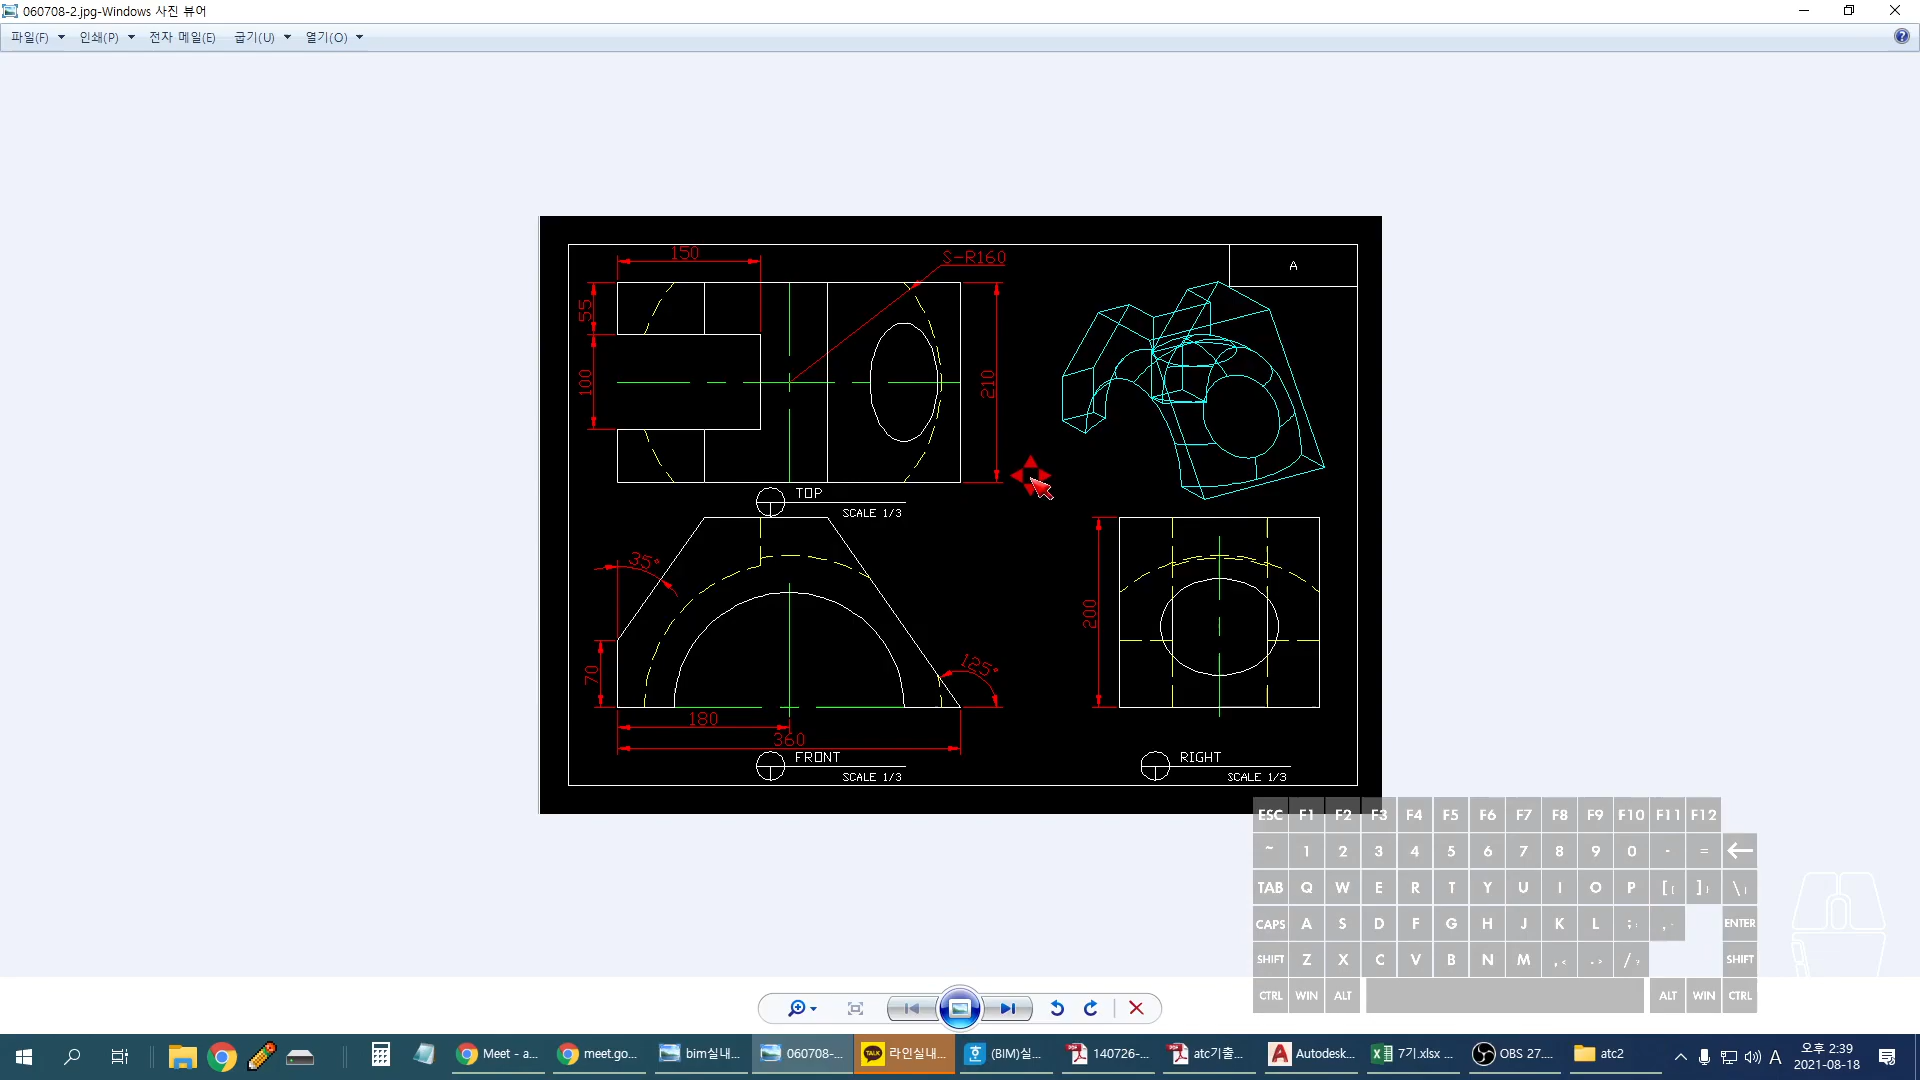 060708-2.jpg-Windows 사진 뷰어
파일(F) 인쇄(P) 전자 메일(E) 굽기(U) 열기(O)
A
150
S-R160
55
100
210
TOP
SCALE 1/3
35°
70
125°
180
360
FRONT
SCALE 1/3
200
RIGHT
SCALE 1/3
ESC F1 F2 F3 F4 F5 F6 F7 F8 F9 F10 F11 F12
~ 1 2 3 4 5 6 7 8 9 0 - =
TAB Q W E R T Y U I O P [ ] \
CAPS A S D F G H J K L ; ENTER
SHIFT Z X C V B N M , . / SHIFT
CTRL WIN ALT ALT WIN CTRL
Meet - a... meet.go... bim실내... 060708-... TALK 라인실내... (BIM)실... 140726-... atc기출... Autodesk... 7기.xlsx ... OBS 27.... atc2 A 오후 2:39
2021-08-18